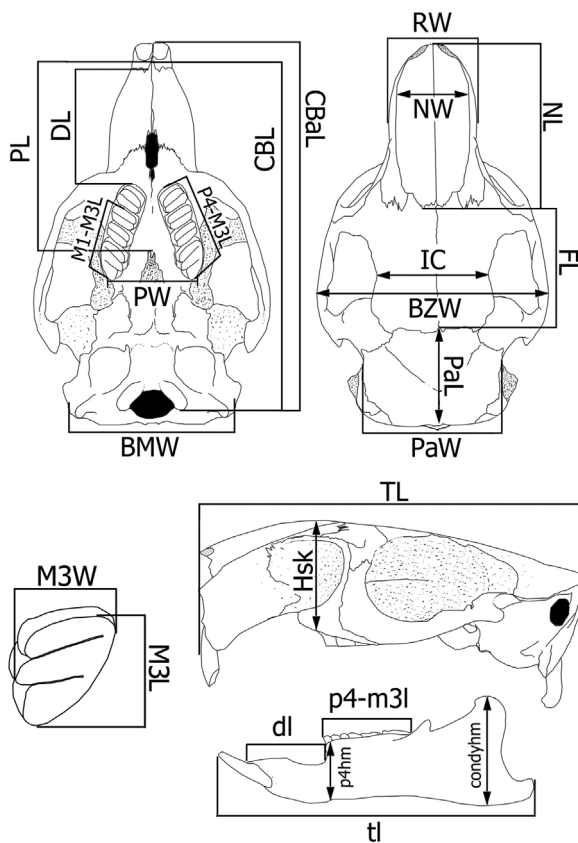 RW
PL
DL
CBaL
CBL
NW
NL
M1-M3L
P4-M3L
PW
IC
BZW
FL
PaL
BMW
PaW
TL
Hsk
M3W
M3L
p4-m3l
dl
p4hm
condyhm
tl